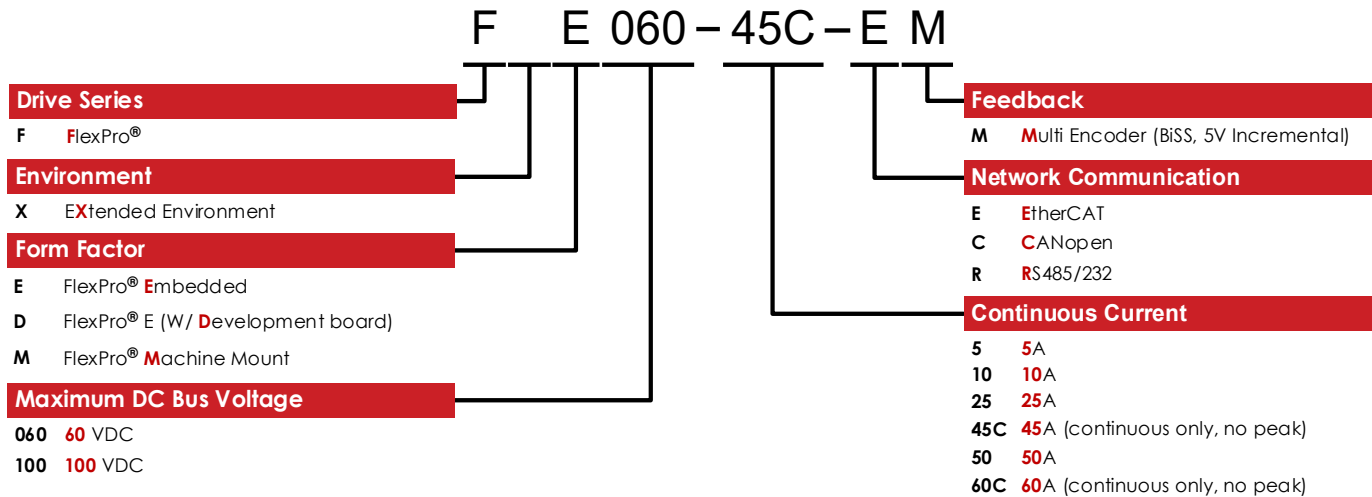 F E 060 – 45C – E M
Drive Series
F FlexPro®
Environment
X EXtended Environment
Form Factor
E FlexPro® Embedded
D FlexPro® E (W/ Development board)
M FlexPro® Machine Mount
Maximum DC Bus Voltage
060 60 VDC
100 100 VDC
Feedback
M Multi Encoder (BiSS, 5V Incremental)
Network Communication
E EtherCAT
C CANopen
R RS485/232
Continuous Current
5 5A
10 10A
25 25A
45C 45A (continuous only, no peak)
50 50A
60C 60A (continuous only, no peak)